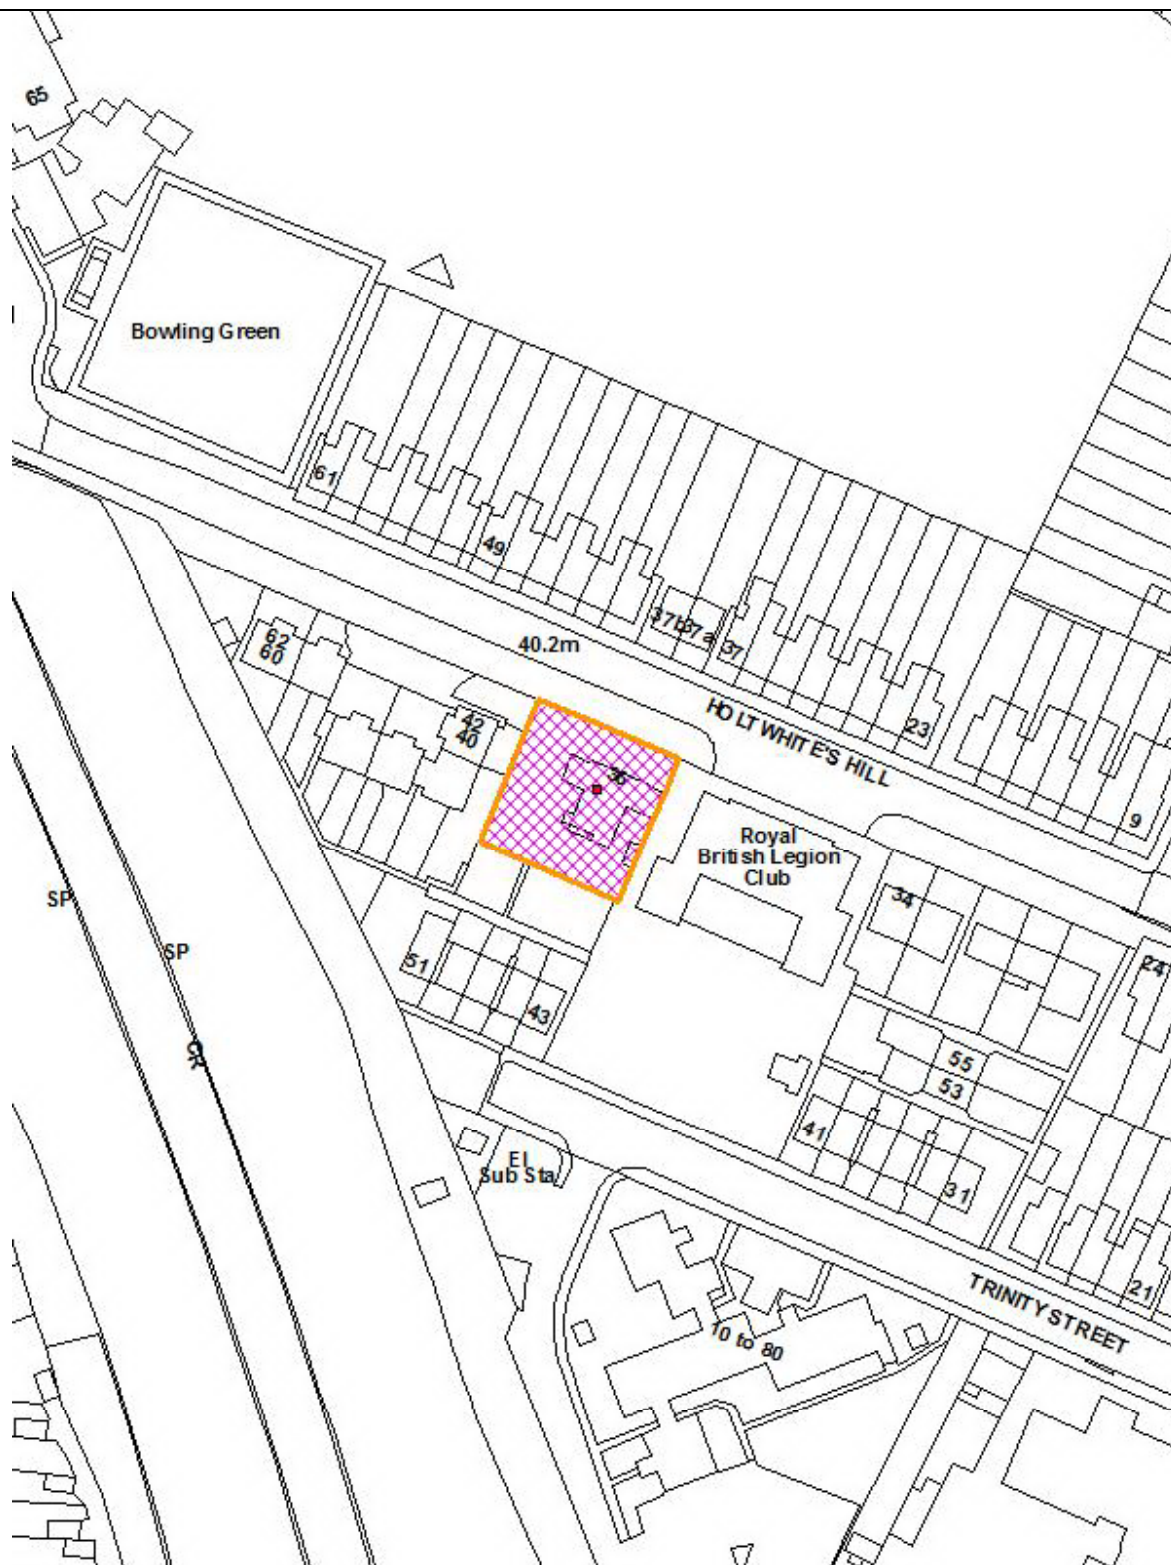 65
Bowling Green
61
49
37b
37a
37
40.2m
62
60
42
40
36
HOLTWHITE'S HILL
23
9
Royal
British Legion
Club
34
24
SP
SP
51
43
CR
55
53
41
31
El
Sub Sta
21
TRINITY STREET
10 to 80